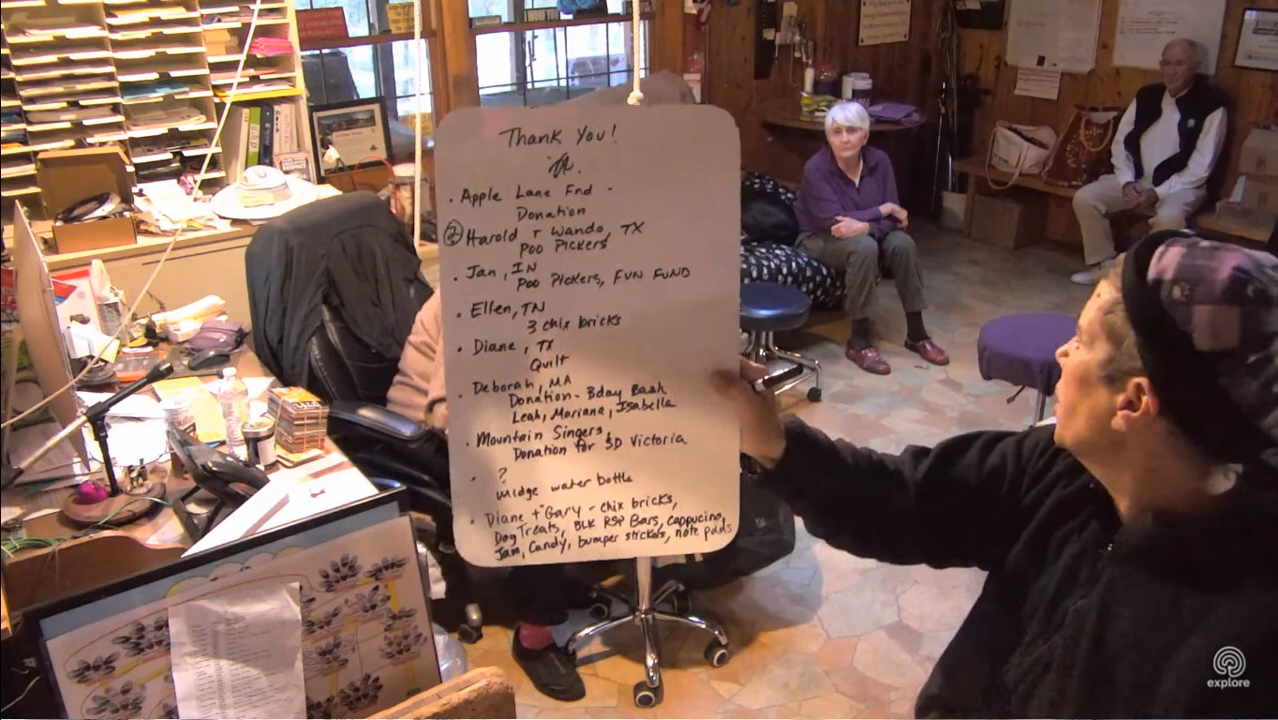 Thank You!
• Apple Lane Fnd -
Donation
② Harold + Wando, TX
Poo Pickers
• Jan, IN
Poo Pickers, FUN FUND
• Ellen, TN
3 chix bricks
• Diane, TX
Quilt
• Deborah, MA
Donation - Bday Bash
Leah, Mariana, Isabella
• Mountain Singers,
Donation for SD Victoria
• ?
Midge water bottle
• Diane + Gary - chix bricks,
Dog Treats, BLK RSP Bars, cappucino,
Jam, Candy, bumper stickers, note pads
explore